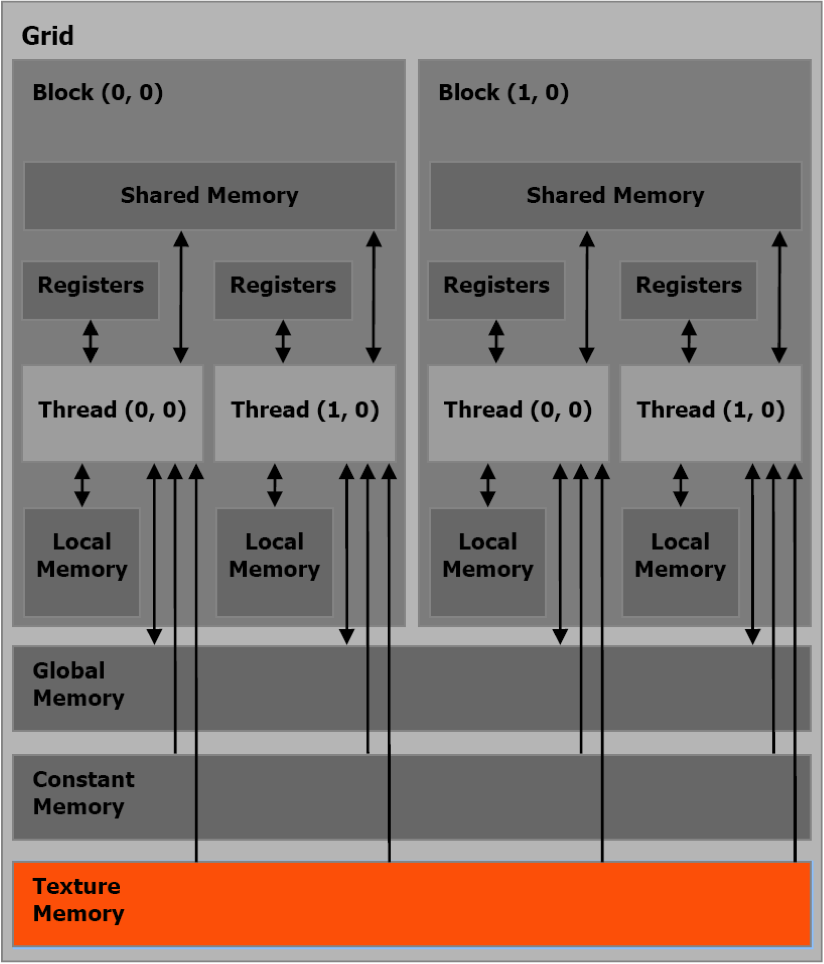 Grid
Block (0, 0)
Block (1, 0)
Shared Memory
Shared Memory
Registers
Registers
Registers
Registers
Thread (0, 0)
Thread (1, 0)
Thread (0, 0)
Thread (1, 0)
Local
Memory
Local
Memory
Local
Memory
Local
Memory
Global
Memory
Constant
Memory
Texture
Memory